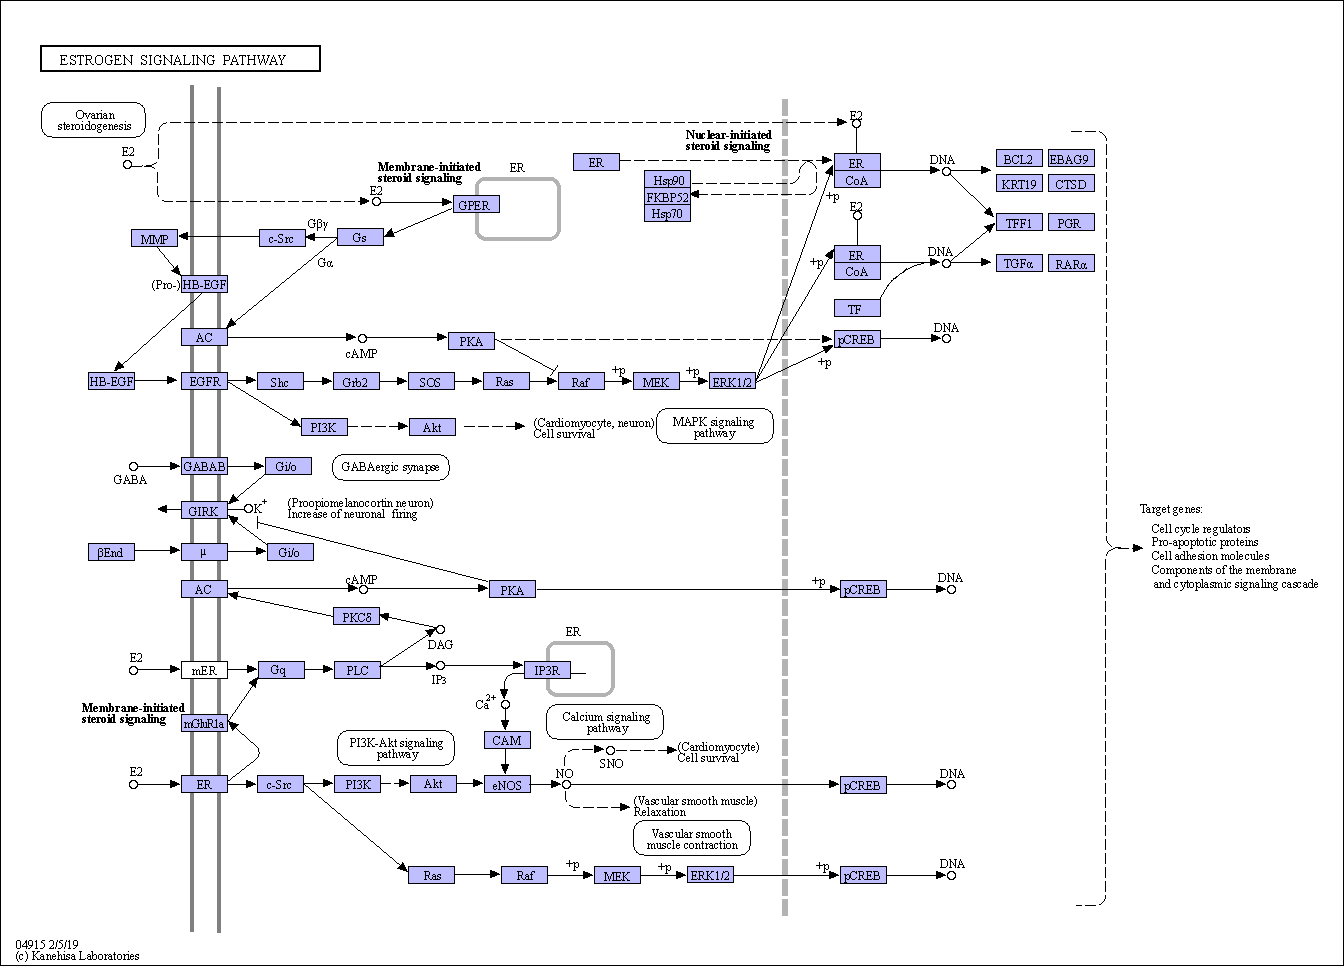 ESTROGEN SIGNALING PATHWAY
Ovarian
steroidogenesis
E2
E2
Nuclear-initiated
steroid signaling
Membrane-initiated
steroid signaling
ER
ER
ER
CoA
DNA
BCL2
EBAG9
E2
GPER
Hsp90
FKBP52
Hsp70
+p
KRT19
CTSD
E2
MMP
c-Src
Gβγ
Gs
TFF1
PGR
Gα
ER
CoA
+p
DNA
TGFα
RARα
(Pro-)
HB-EGF
TF
AC
cAMP
PKA
pCREB
DNA
+p
HB-EGF
EGFR
Shc
Grb2
SOS
Ras
Raf
+p
MEK
+p
ERK1/2
PI3K
Akt
(Cardiomyocyte, neuron)
Cell survival
MAPK signaling
pathway
GABA
GABAB
Gi/o
GABAergic synapse
GIRK
K+
(Propiomelanocortin neuron)
Increase of neuronal firing
Target genes:
Cell cycle regulators
Pro-apoptotic proteins
Cell adhesion molecules
Components of the membrane
and cytoplasmic signaling cascade
βEnd
μ
Gi/o
AC
cAMP
PKA
+p
pCREB
DNA
PKCδ
DAG
ER
E2
mER
Gq
PLC
IP3
IP3R
Ca2+
Membrane-initiated
steroid signaling
mGluR1a
CAM
Calcium signaling
pathway
PI3K-Akt signaling
pathway
SNO
(Cardiomyocyte)
Cell survival
E2
ER
c-Src
PI3K
Akt
eNOS
NO
pCREB
DNA
(Vascular smooth muscle)
Relaxation
Vascular smooth
muscle contraction
Ras
Raf
+p
MEK
+p
ERK1/2
+p
pCREB
DNA
04915 2/5/19
(c) Kanehisa Laboratories